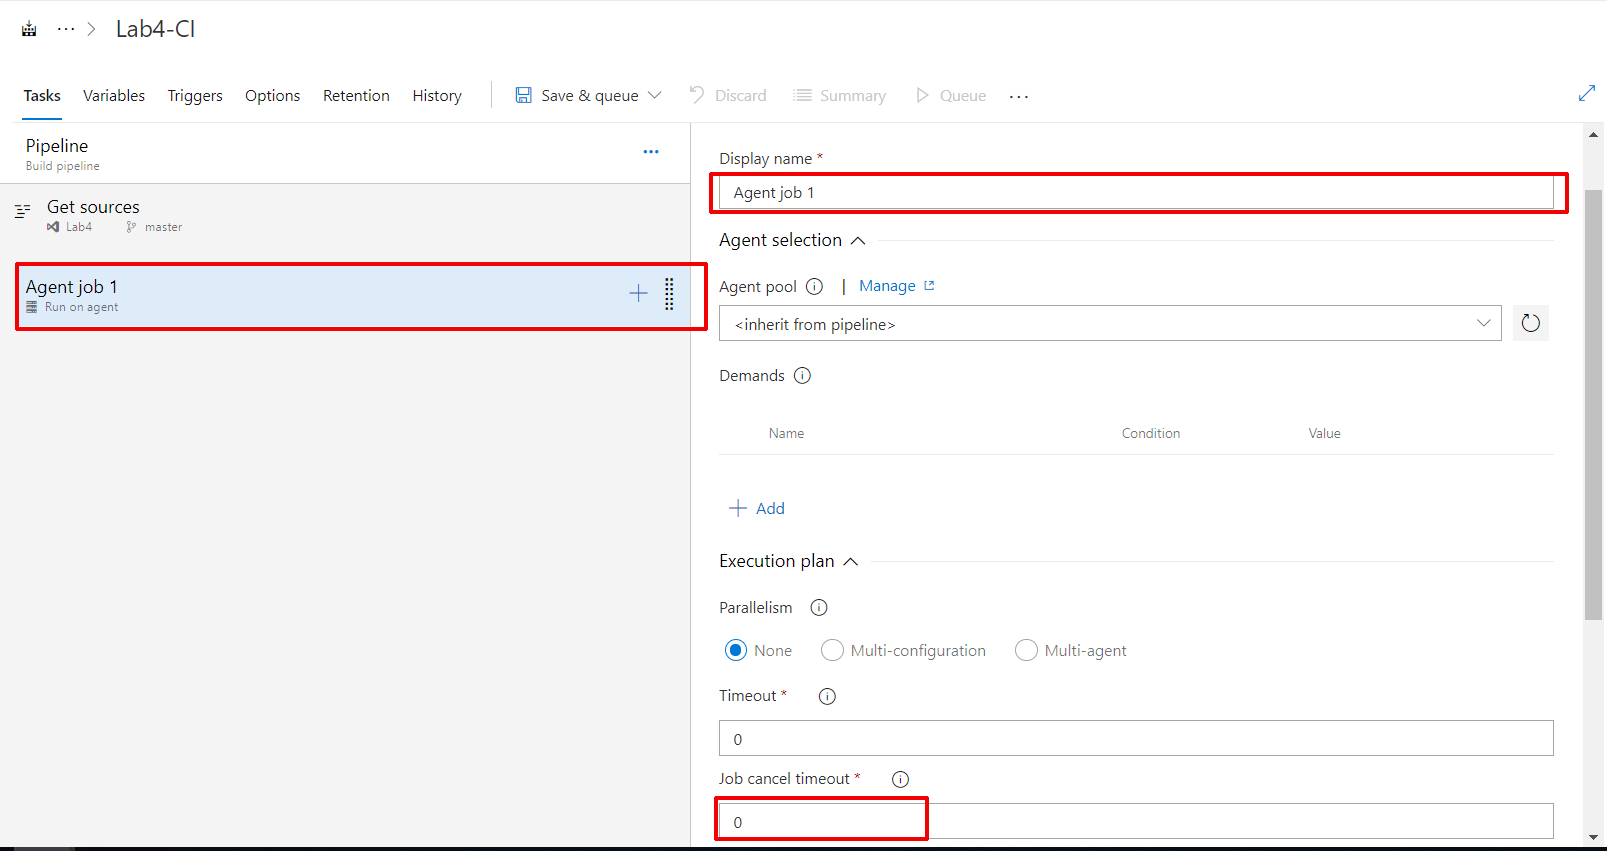 ··· > Lab4-CI
Tasks Variables Triggers Options Retention History Save & queue Discard Summary Queue ···
Pipeline
Build pipeline
···
Get sources
Lab4 master
Agent job 1
Run on agent
Display name *
Agent job 1
Agent selection
Agent pool | Manage
<inherit from pipeline>
Demands
Name Condition Value
+ Add
Execution plan
Parallelism
None Multi-configuration Multi-agent
Timeout *
0
Job cancel timeout *
0